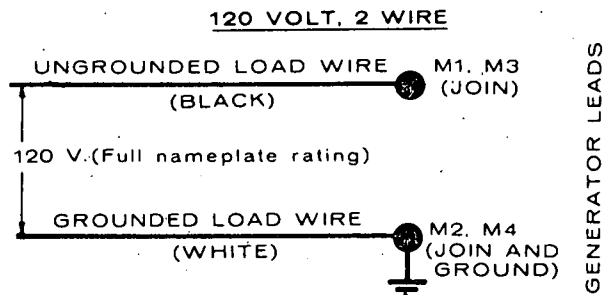 120 VOLT, 2 WIRE
UNGROUNDED LOAD WIRE
(BLACK)
M1, M3
(JOIN)
120 V.(Full nameplate rating)
GROUNDED LOAD WIRE
(WHITE)
M2, M4
(JOIN AND
GROUND)
GENERATOR LEADS